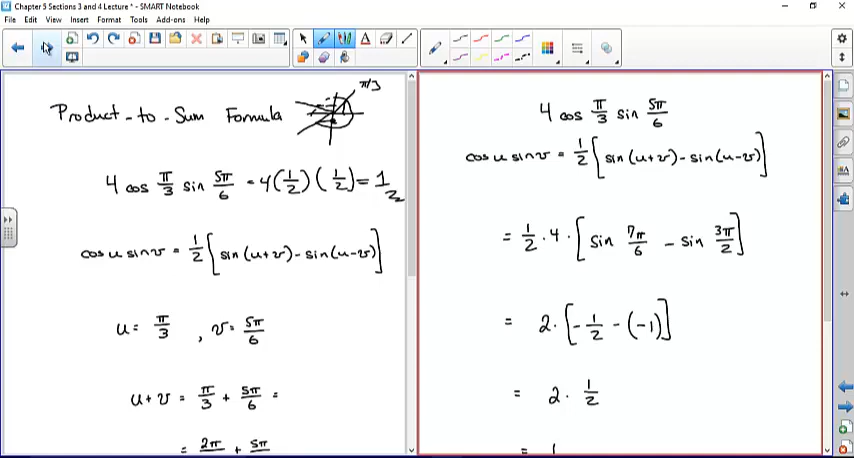 Chapter 5 Sections 3 and 4 Lecture * - SMART Notebook
File Edit View Insert Format Tools Add-ons Help
Product-to-Sum Formula
π/3
4 cos π/3 sin 5π/6 = 4(1/2)(1/2) = 1
cos u sin v = 1/2 [sin(u+v) - sin(u-v)]
u = π/3 , v = 5π/6
u + v = π/3 + 5π/6 =
= 2π + 5π
4 cos π/3 sin 5π/6
cos u sin v = 1/2 [sin(u+v) - sin(u-v)]
= 1/2 · 4 · [sin 7π/6 - sin 3π/2]
= 2 · [-1/2 - (-1)]
= 2 · 1/2
= 1